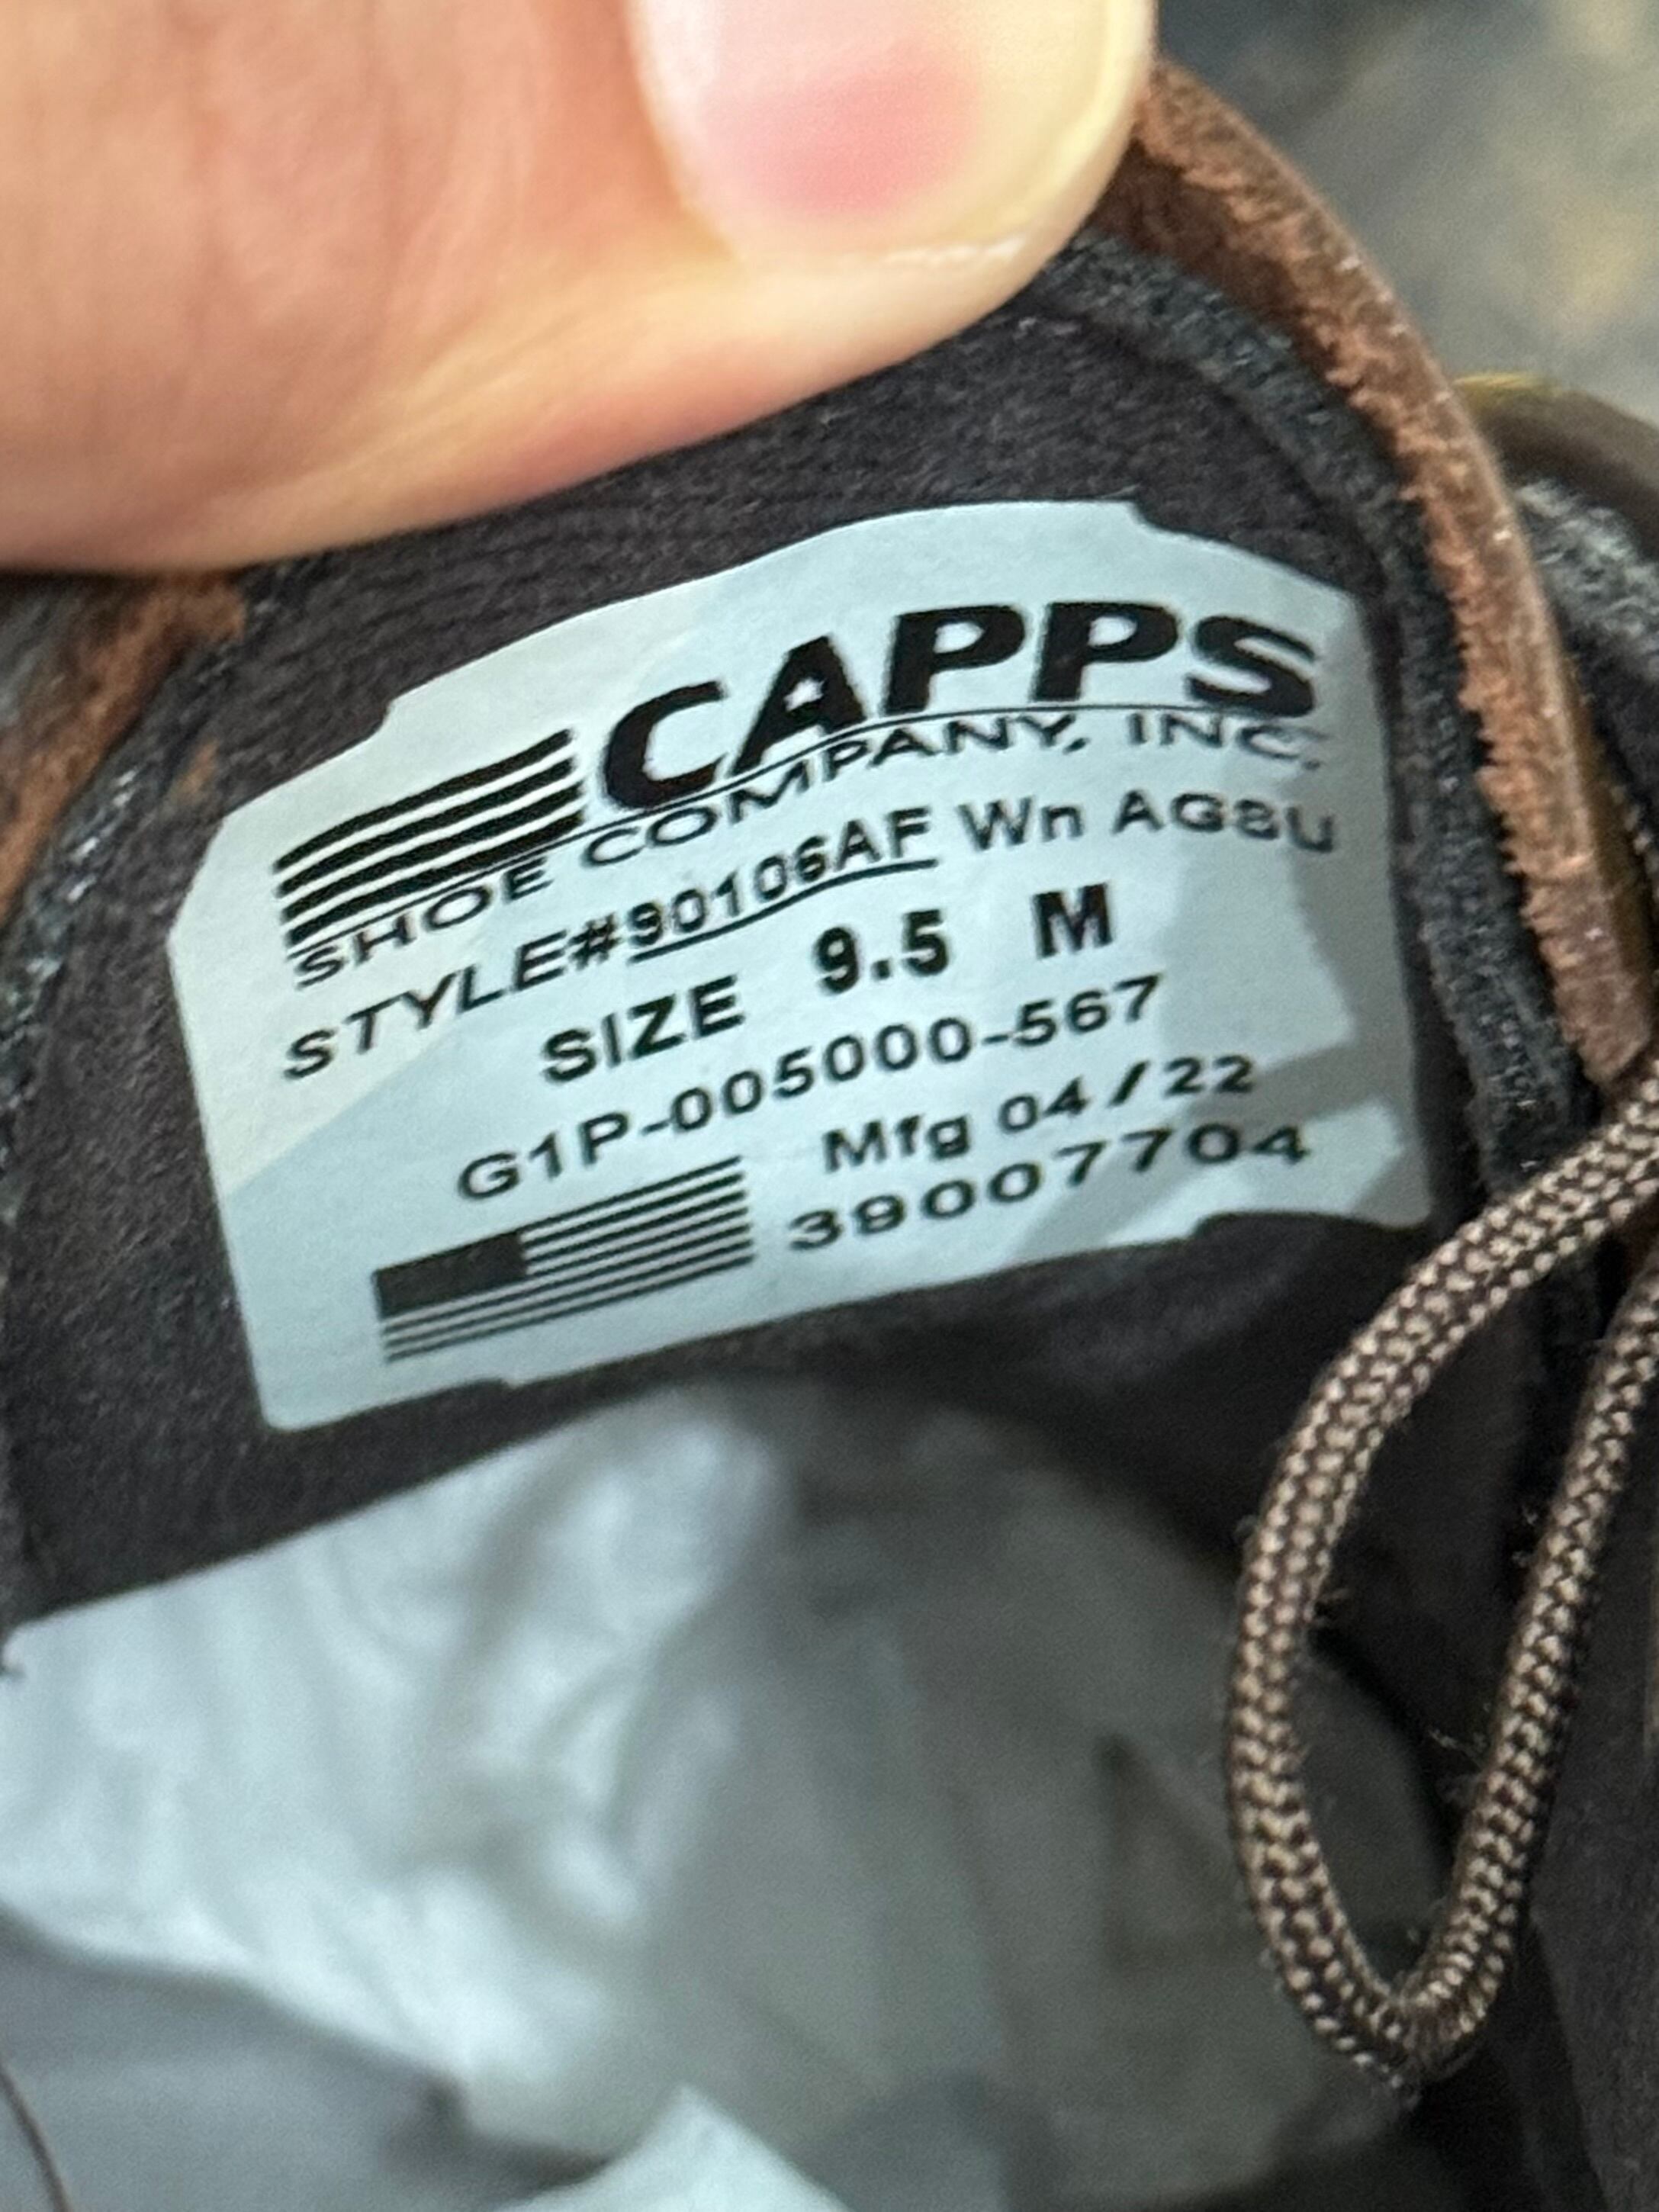 CAPPS
SHOE COMPANY, INC.
STYLE#90106AF Wn AG8U
SIZE 9.5 M
G1P-005000-567
Mfg 04/22
39007704